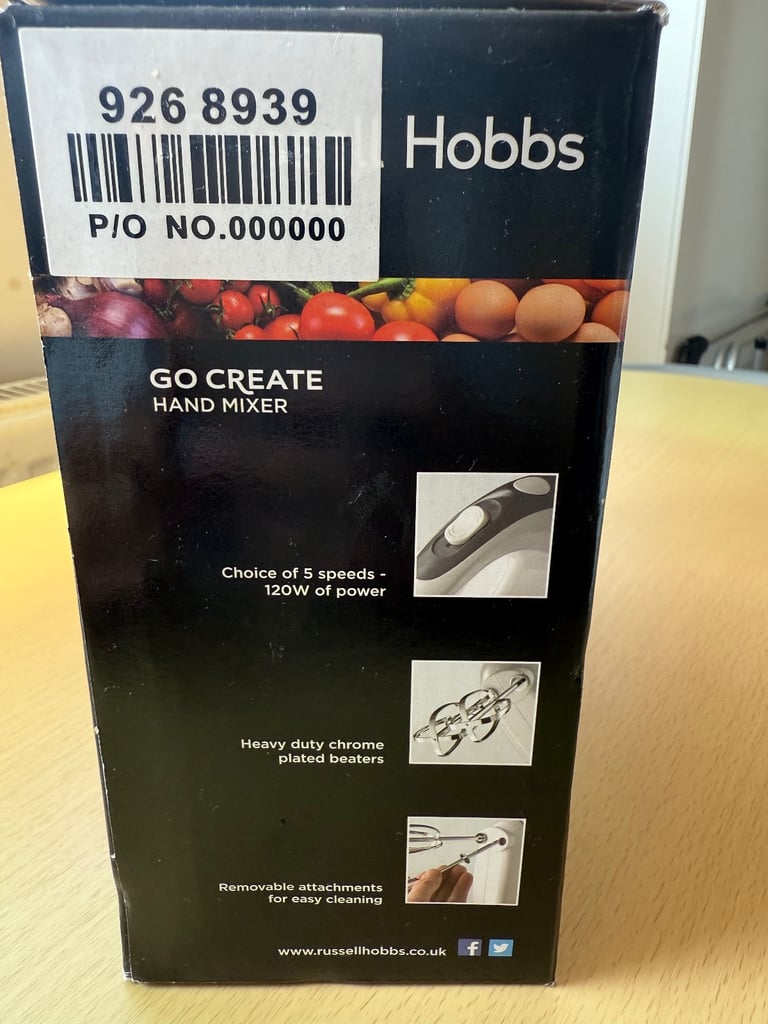 926 8939
P/O NO.000000
Hobbs
GO CREATE
HAND MIXER
Choice of 5 speeds -
120W of power
Heavy duty chrome
plated beaters
Removable attachments
for easy cleaning
www.russellhobbs.co.uk